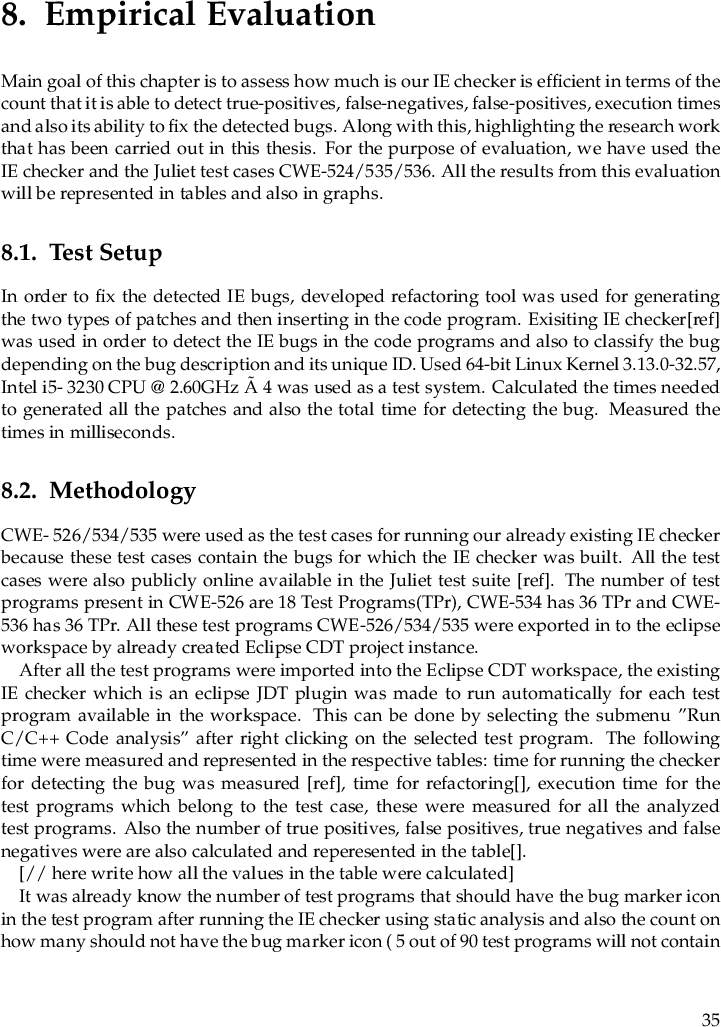 8. Empirical Evaluation
Main goal of this chapter is to assess how much is our IE checker is efficient in terms of the
count that it is able to detect true-positives, false-negatives, false-positives, execution times
and also its ability to fix the detected bugs. Along with this, highlighting the research work
that has been carried out in this thesis. For the purpose of evaluation, we have used the
IE checker and the Juliet test cases CWE-524/535/536. All the results from this evaluation
will be represented in tables and also in graphs.
8.1. Test Setup
In order to fix the detected IE bugs, developed refactoring tool was used for generating
the two types of patches and then inserting in the code program. Exisiting IE checker[ref]
was used in order to detect the IE bugs in the code programs and also to classify the bug
depending on the bug description and its unique ID. Used 64-bit Linux Kernel 3.13.0-32.57,
Intel i5- 3230 CPU @ 2.60GHz Ã 4 was used as a test system. Calculated the times needed
to generated all the patches and also the total time for detecting the bug. Measured the
times in milliseconds.
8.2. Methodology
CWE- 526/534/535 were used as the test cases for running our already existing IE checker
because these test cases contain the bugs for which the IE checker was built. All the test
cases were also publicly online available in the Juliet test suite [ref]. The number of test
programs present in CWE-526 are 18 Test Programs(TPr), CWE-534 has 36 TPr and CWE-
536 has 36 TPr. All these test programs CWE-526/534/535 were exported in to the eclipse
workspace by already created Eclipse CDT project instance.
After all the test programs were imported into the Eclipse CDT workspace, the existing
IE checker which is an eclipse JDT plugin was made to run automatically for each test
program available in the workspace. This can be done by selecting the submenu ”Run
C/C++ Code analysis” after right clicking on the selected test program. The following
time were measured and represented in the respective tables: time for running the checker
for detecting the bug was measured [ref], time for refactoring[], execution time for the
test programs which belong to the test case, these were measured for all the analyzed
test programs. Also the number of true positives, false positives, true negatives and false
negatives were are also calculated and reperesented in the table[].
[// here write how all the values in the table were calculated]
It was already know the number of test programs that should have the bug marker icon
in the test program after running the IE checker using static analysis and also the count on
how many should not have the bug marker icon ( 5 out of 90 test programs will not contain
35